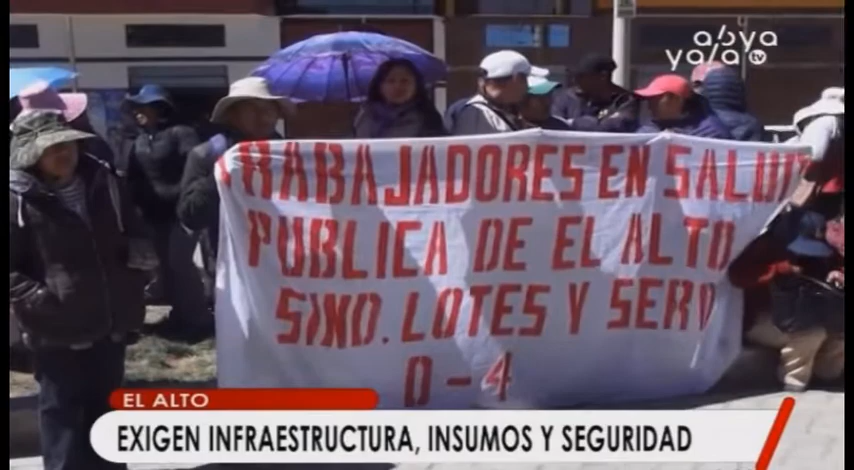 abya
yala tv
TRABAJADORES EN SALUD
PUBLICA DE EL ALTO
SIND. LOTES Y SERV
D-4
EL ALTO
EXIGEN INFRAESTRUCTURA, INSUMOS Y SEGURIDAD